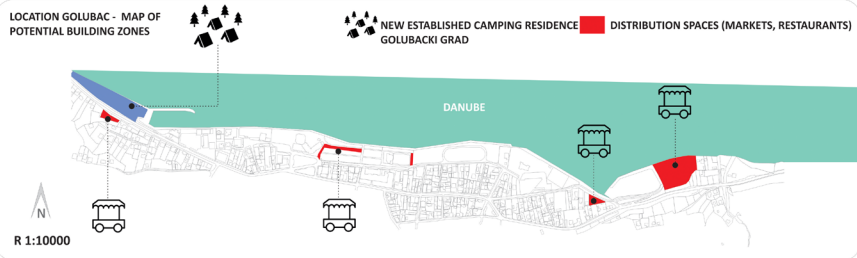 LOCATION GOLUBAC - MAP OF
POTENTIAL BUILDING ZONES
NEW ESTABLISHED CAMPING RESIDENCE
GOLUBACKI GRAD
DISTRIBUTION SPACES (MARKETS, RESTAURANTS)
DANUBE
N
R 1:10000